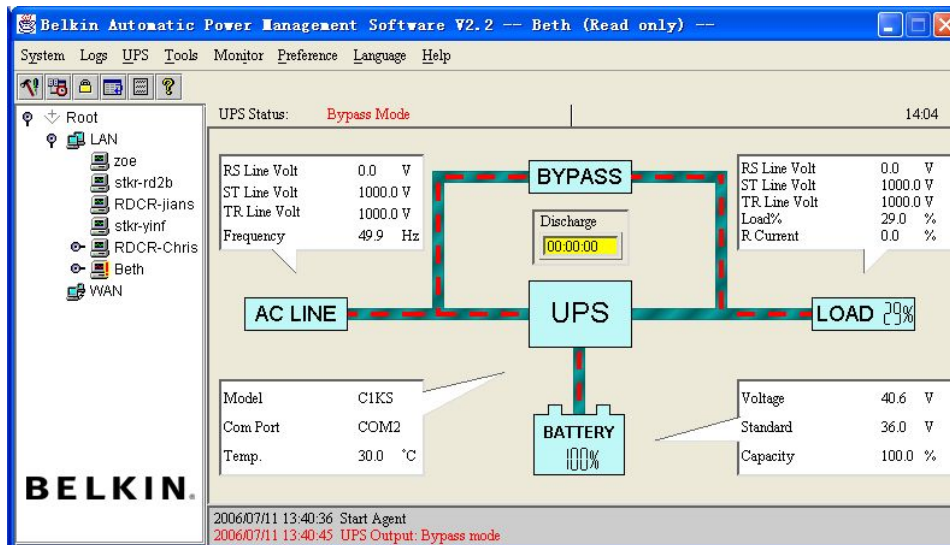 Belkin Automatic Power Management Software V2.2 -- Beth (Read only) --
System Logs UPS Tools Monitor Preference Language Help
Root
LAN
zoe
stkr-rd2b
RDCR-jians
stkr-yinf
RDCR-Chris
Beth
WAN
BELKIN.
UPS Status: Bypass Mode 14:04
RS Line Volt 0.0 V
ST Line Volt 1000.0 V
TR Line Volt 1000.0 V
Frequency 49.9 Hz
BYPASS
Discharge
00:00:00
RS Line Volt 0.0 V
ST Line Volt 1000.0 V
TR Line Volt 1000.0 V
Load% 29.0 %
R Current 0.0 %
AC LINE
UPS
LOAD 29%
Model C1KS
Com Port COM2
Temp. 30.0 °C
BATTERY
100%
Voltage 40.6 V
Standard 36.0 V
Capacity 100.0 %
2006/07/11 13:40:36 Start Agent
2006/07/11 13:40:45 UPS Output: Bypass mode